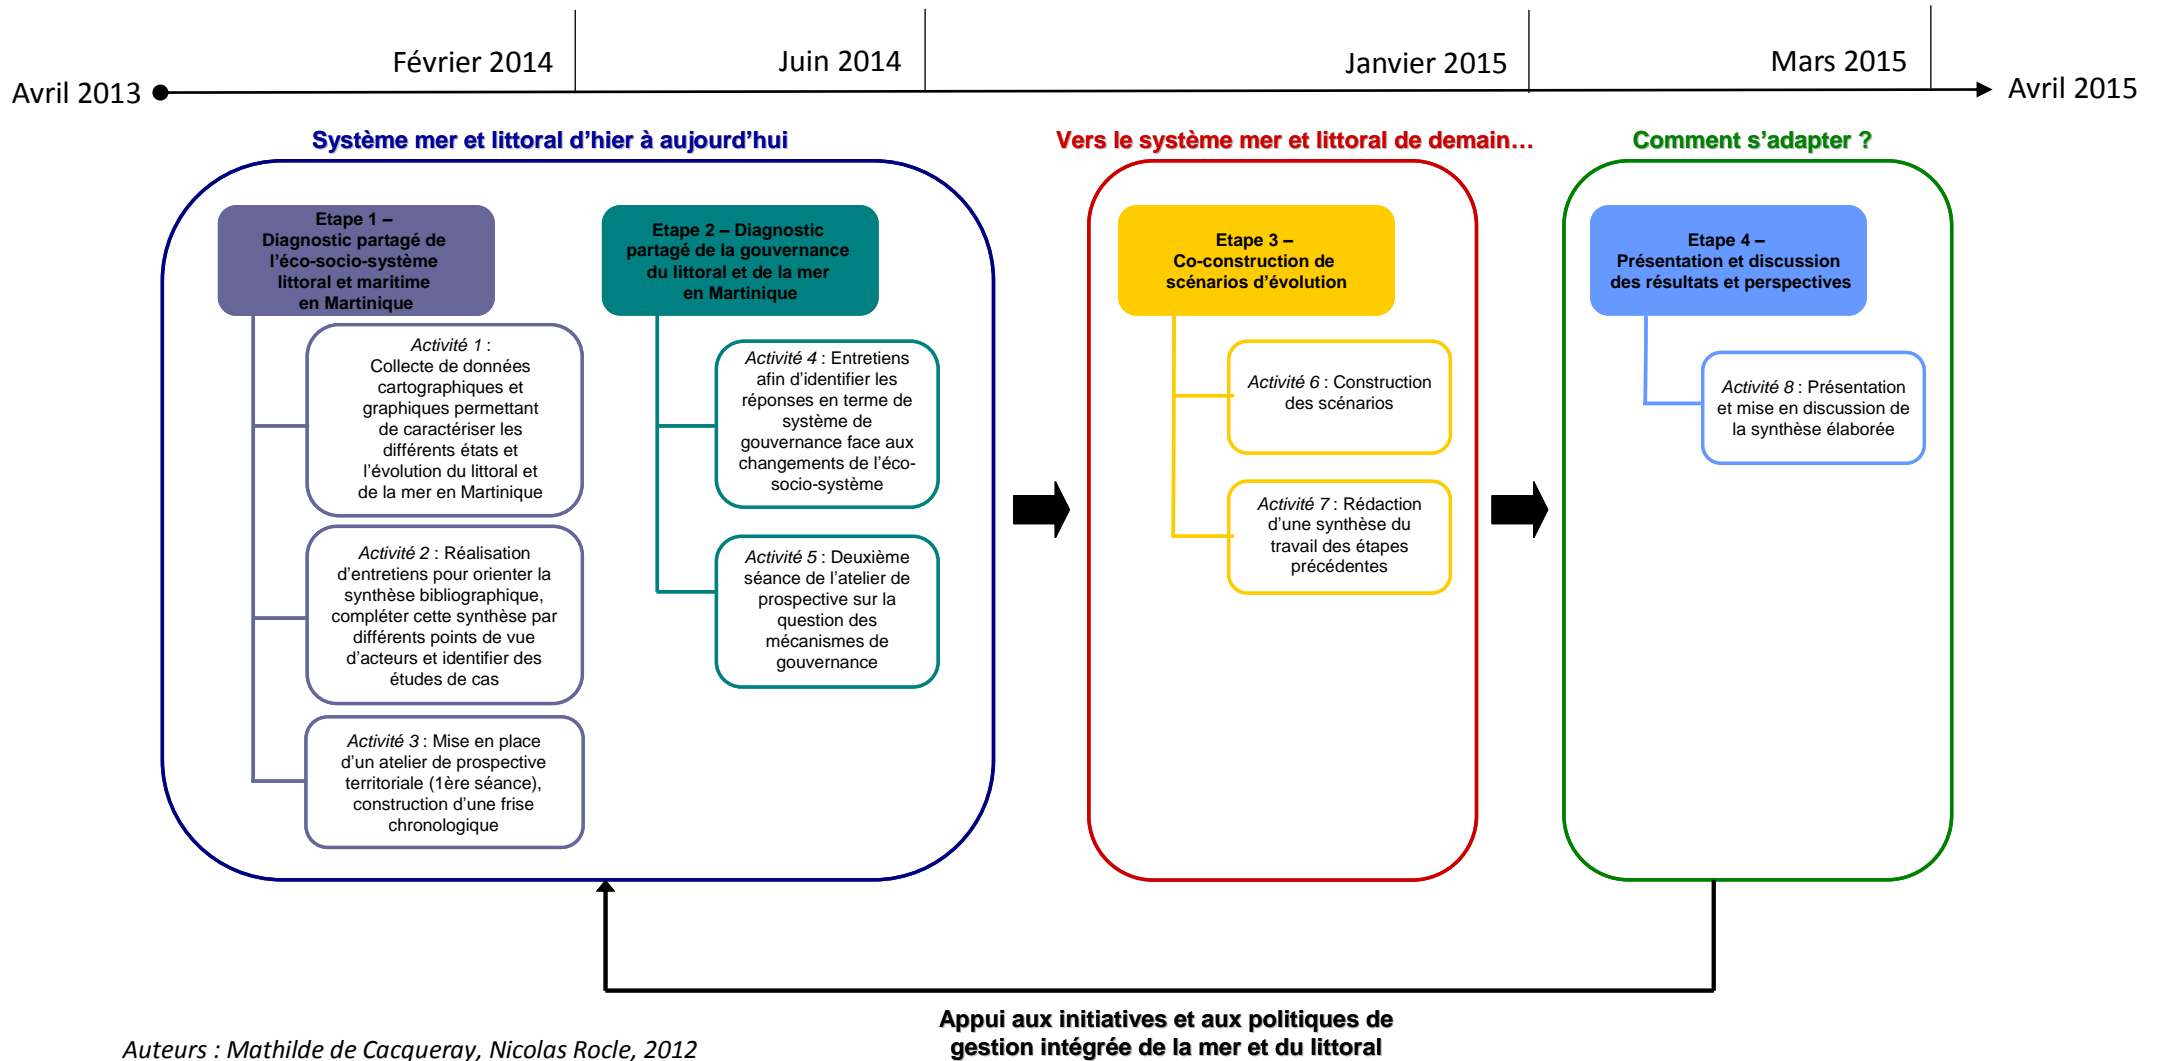 Avril 2013
Février 2014
Juin 2014
Janvier 2015
Mars 2015
Avril 2015
Système mer et littoral d’hier à aujourd’hui
Etape 1 –
Diagnostic partagé de
l’éco-socio-système
littoral et maritime
en Martinique
Activité 1 :
Collecte de données
cartographiques et
graphiques permettant
de caractériser les
différents états et
l’évolution du littoral et
de la mer en Martinique
Activité 2 : Réalisation
d’entretiens pour orienter la
synthèse bibliographique,
compléter cette synthèse par
différents points de vue
d’acteurs et identifier des
études de cas
Activité 3 : Mise en place
d’un atelier de prospective
territoriale (1ère séance),
construction d’une frise
chronologique
Etape 2 – Diagnostic
partagé de la gouvernance
du littoral et de la mer
en Martinique
Activité 4 : Entretiens
afin d’identifier les
réponses en terme de
système de
gouvernance face aux
changements de l’éco-
socio-système
Activité 5 : Deuxième
séance de l’atelier de
prospective sur la
question des
mécanismes de
gouvernance
Vers le système mer et littoral de demain…
Etape 3 –
Co-construction de
scénarios d’évolution
Activité 6 : Construction
des scénarios
Activité 7 : Rédaction
d’une synthèse du
travail des étapes
précédentes
Comment s’adapter ?
Etape 4 –
Présentation et discussion
des résultats et perspectives
Activité 8 : Présentation
et mise en discussion de
la synthèse élaborée
Appui aux initiatives et aux politiques de
gestion intégrée de la mer et du littoral
Auteurs : Mathilde de Cacqueray, Nicolas Rocle, 2012